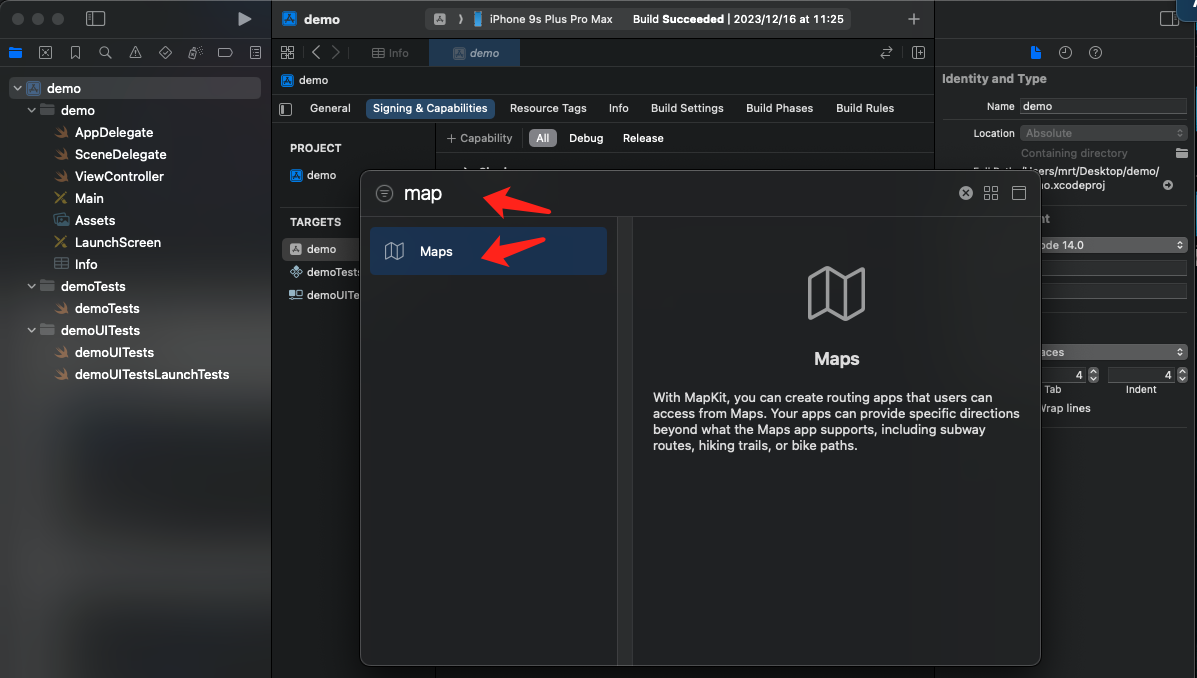 demo
iPhone 9s Plus Pro Max Build Succeeded | 2023/12/16 at 11:25
Info
demo
demo
General
Signing & Capabilities
Resource Tags
Info
Build Settings
Build Phases
Build Rules
+ Capability
All
Debug
Release
demo
demo
AppDelegate
SceneDelegate
ViewController
Main
Assets
LaunchScreen
Info
demoTests
demoTests
demoUITests
demoUITests
demoUITestsLaunchTests
PROJECT
demo
TARGETS
demo
demoTests
demoUITe
map
Maps
Maps
With MapKit, you can create routing apps that users can
access from Maps. Your apps can provide specific directions
beyond what the Maps app supports, including subway
routes, hiking trails, or bike paths.
Identity and Type
Name demo
Location Absolute
Containing directory
/Users/mrt/Desktop/demo/
no.xcodeproj
nt
ode 14.0
aces
4 4
Tab Indent
Wrap lines